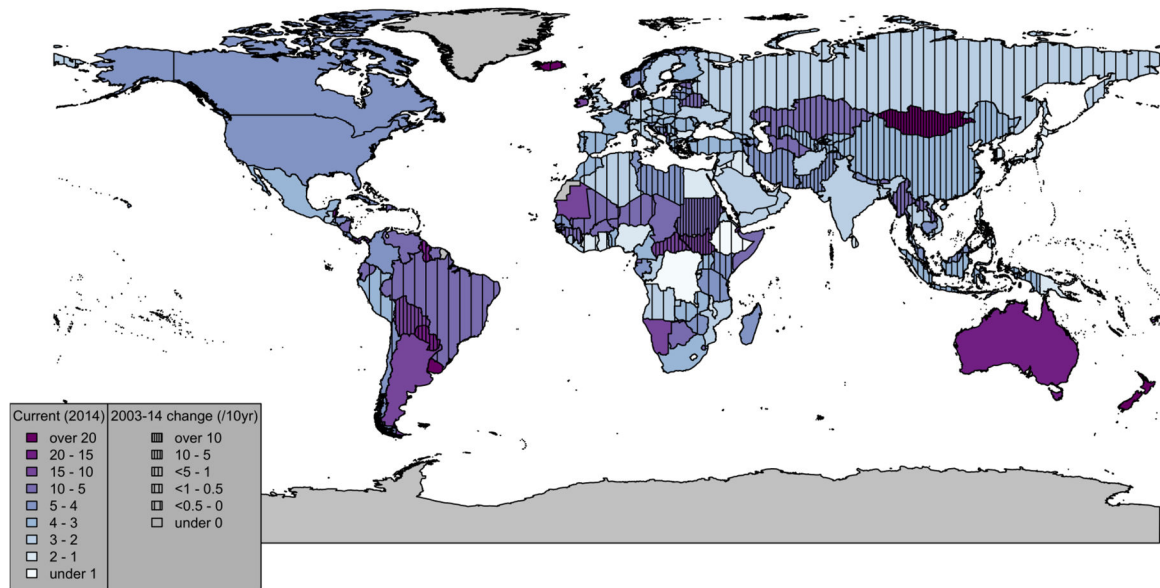 Current (2014) 2003-14 change (/10yr)
over 20 over 10
20 - 15 10 - 5
15 - 10 <5 - 1
10 - 5 <1 - 0.5
5 - 4 <0.5 - 0
4 - 3 under 0
3 - 2
2 - 1
under 1